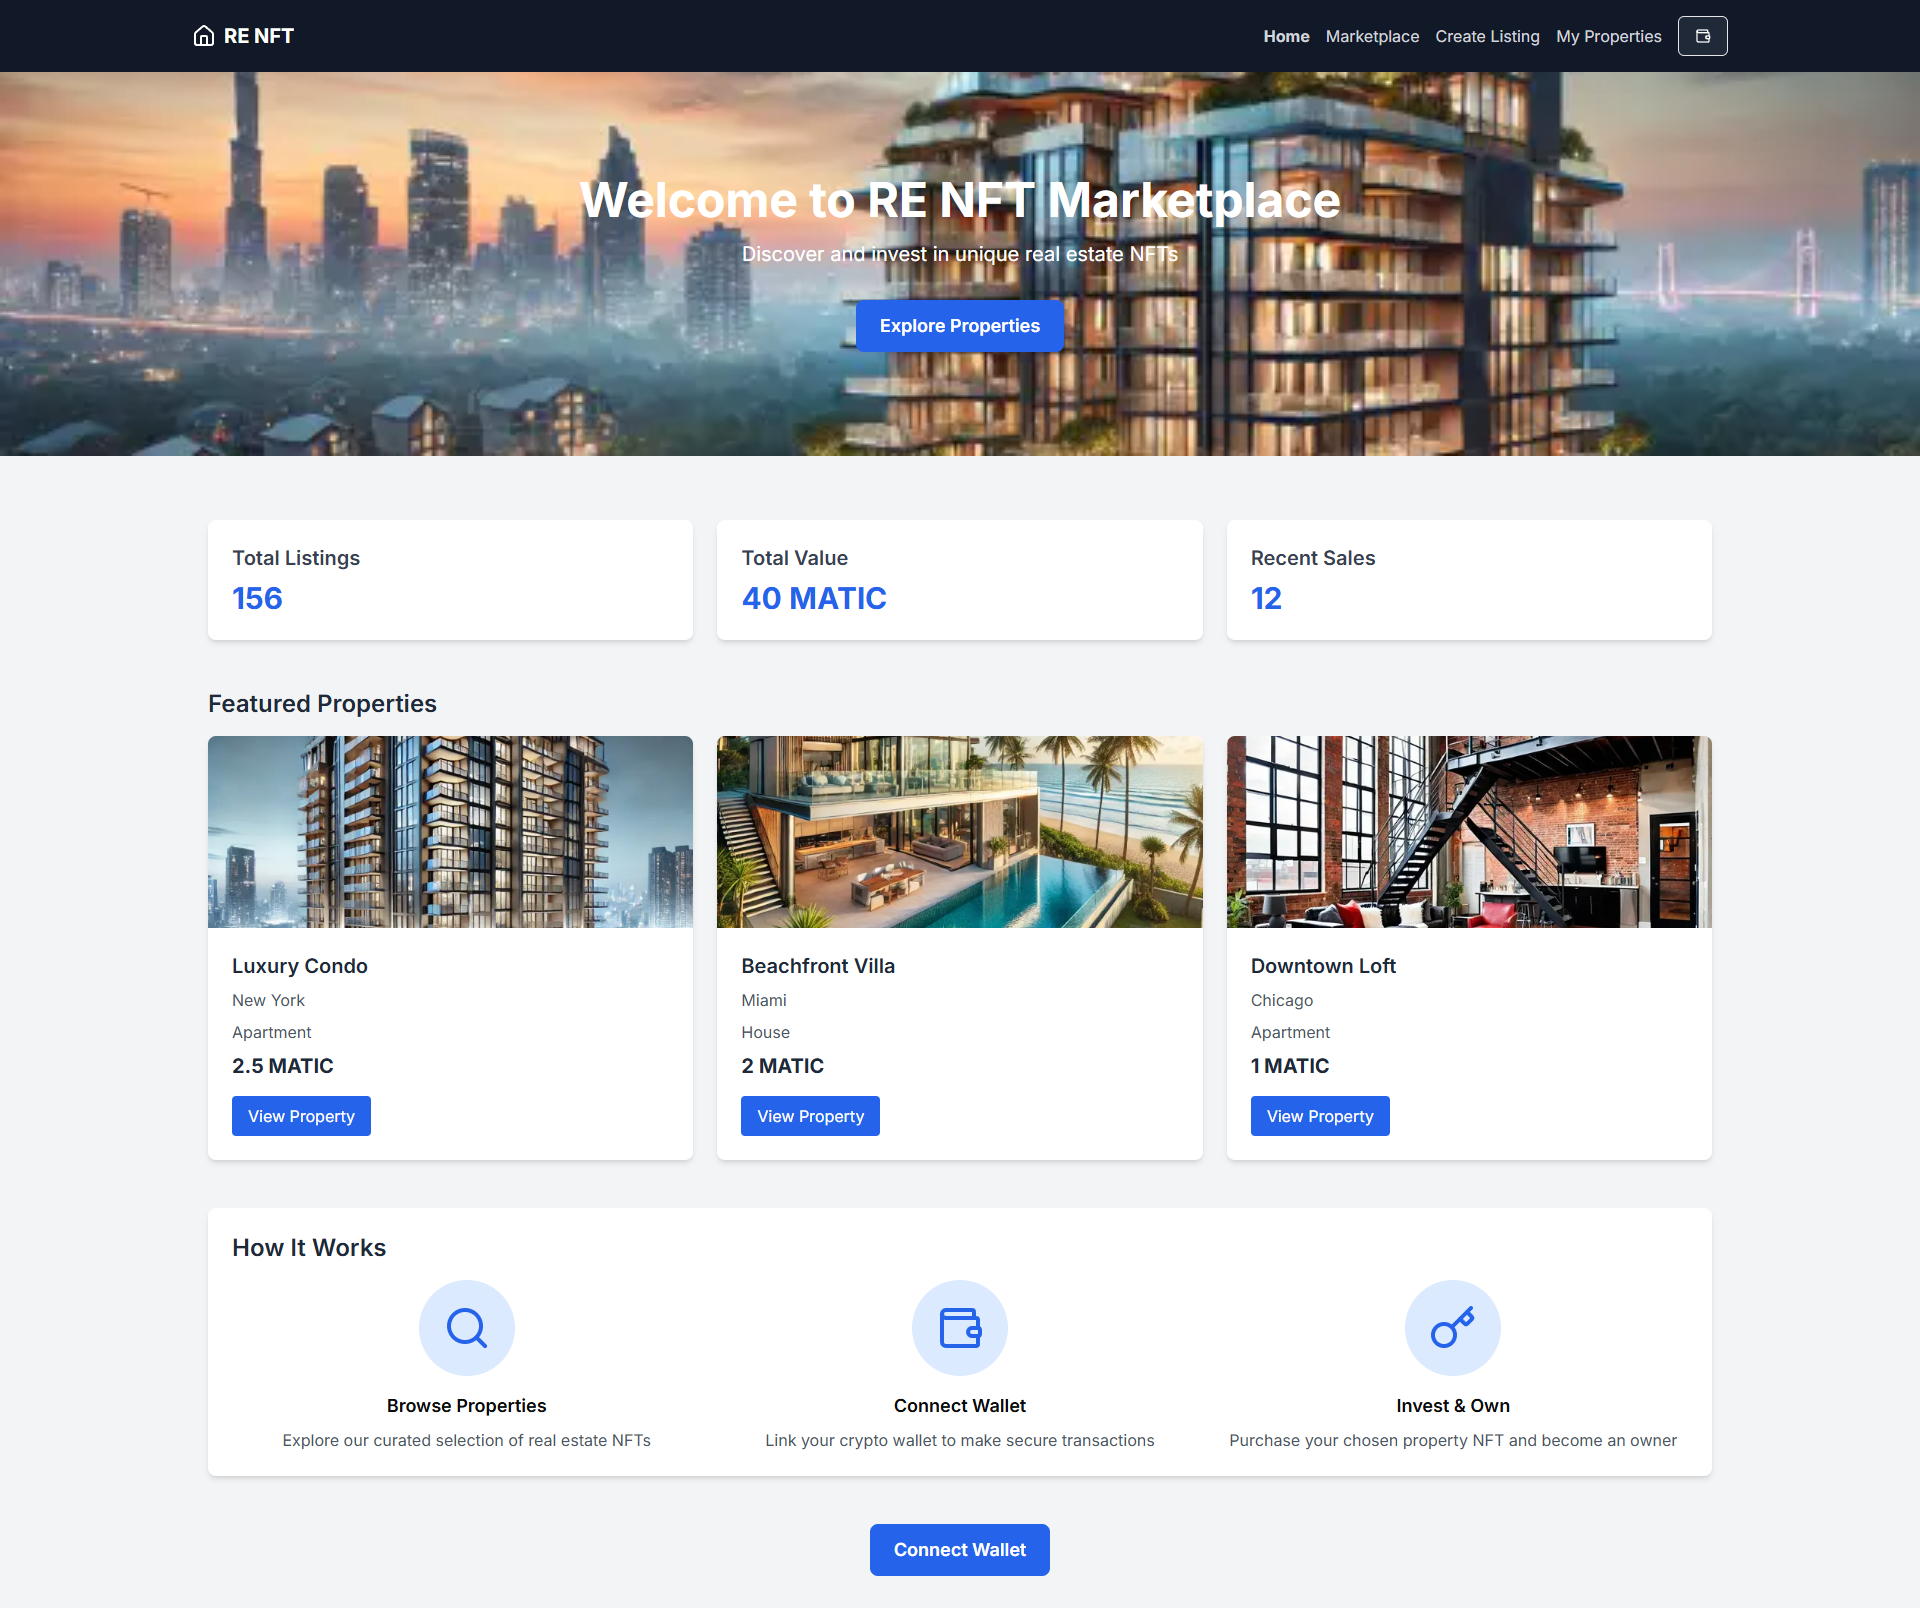 RE NFT
Home Marketplace Create Listing My Properties
Welcome to RE NFT Marketplace
Discover and invest in unique real estate NFTs
Explore Properties
Total Listings
156
Total Value
40 MATIC
Recent Sales
12
Featured Properties
Luxury Condo
New York
Apartment
2.5 MATIC
View Property
Beachfront Villa
Miami
House
2 MATIC
View Property
Downtown Loft
Chicago
Apartment
1 MATIC
View Property
How It Works
Browse Properties
Explore our curated selection of real estate NFTs
Connect Wallet
Link your crypto wallet to make secure transactions
Invest & Own
Purchase your chosen property NFT and become an owner
Connect Wallet